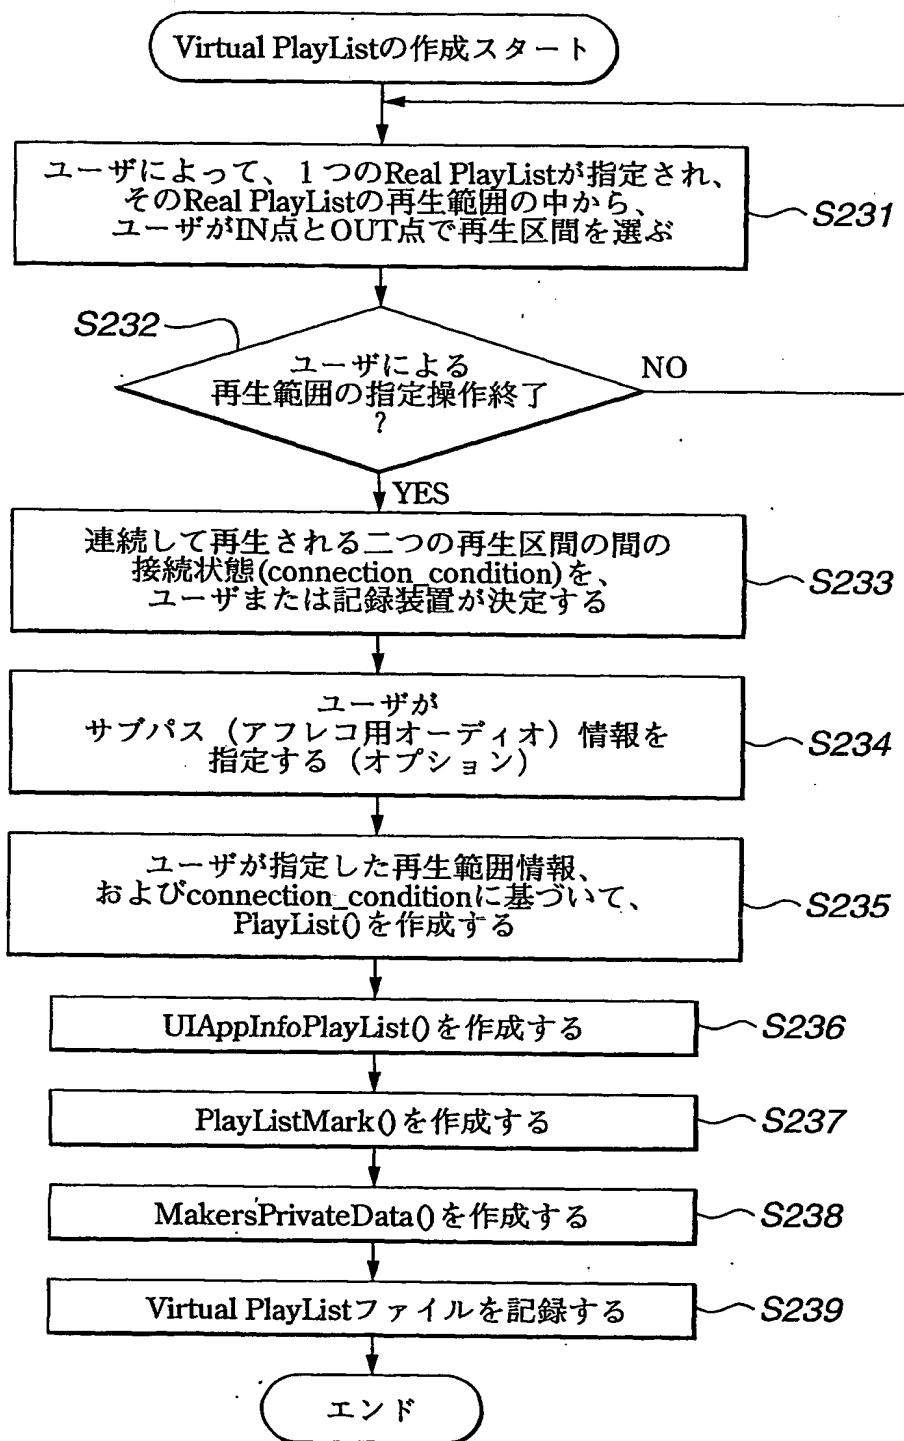 Virtual PlayListの作成スタート
ユーザによって、1つのReal PlayListが指定され、
そのReal PlayListの再生範囲の中から、
ユーザがIN点とOUT点で再生区間を選ぶ
S231
S232
ユーザによる
再生範囲の指定操作終了
?
NO
YES
連続して再生される二つの再生区間の間の
接続状態(connection_condition)を、
ユーザまたは記録装置が決定する
S233
ユーザが
サブパス（アフレコ用オーディオ）情報を
指定する（オプション）
S234
ユーザが指定した再生範囲情報、
およびconnection_conditionに基づいて、
PlayList()を作成する
S235
UIAppInfoPlayList()を作成する
S236
PlayListMark()を作成する
S237
MakersPrivateData()を作成する
S238
Virtual PlayListファイルを記録する
S239
エンド